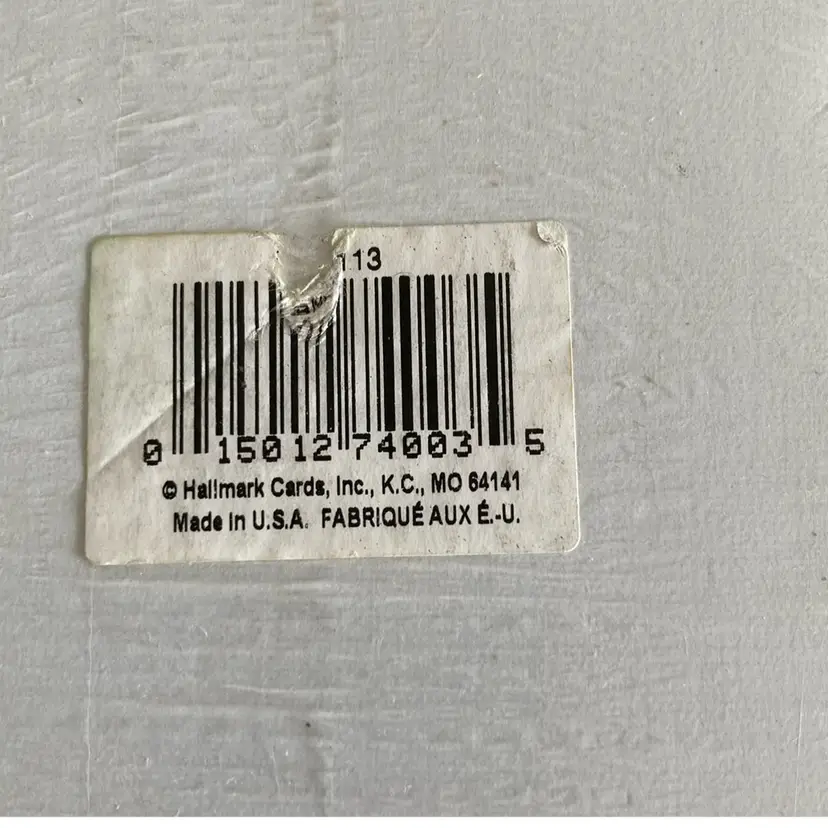 113
0 15012 74003 5
© Hallmark Cards, Inc., K.C., MO 64141
Made in U.S.A. FABRIQUÉ AUX É.-U.